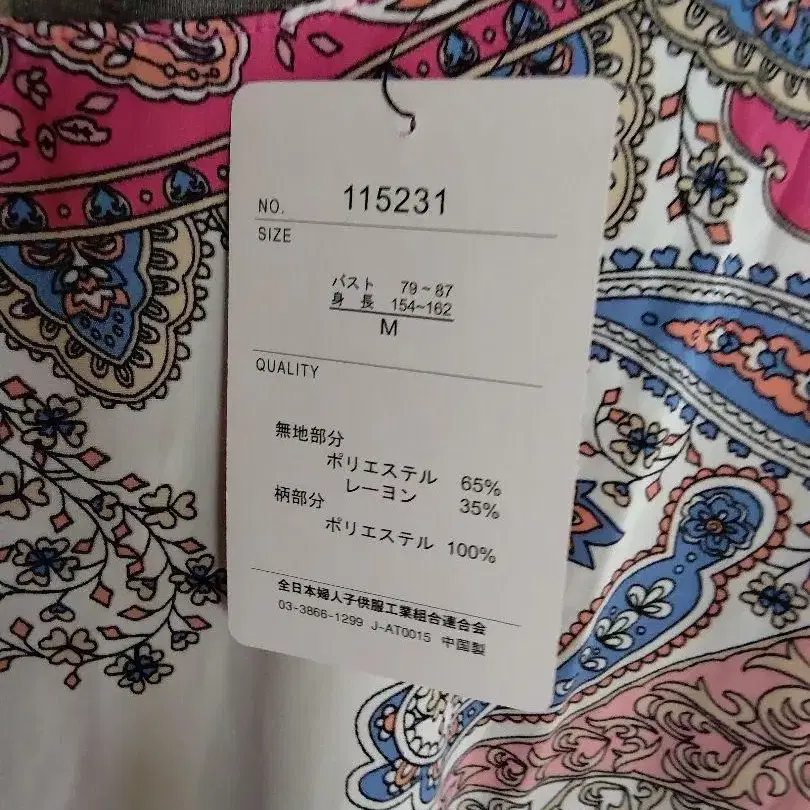 NO. 115231
SIZE
バスト 79~87
身長 154~162
M
QUALITY
無地部分
ポリエステル 65%
レーヨン 35%
柄部分
ポリエステル 100%
全日本婦人子供服工業組合連合会
03-3866-1299 J-AT0015 中国製